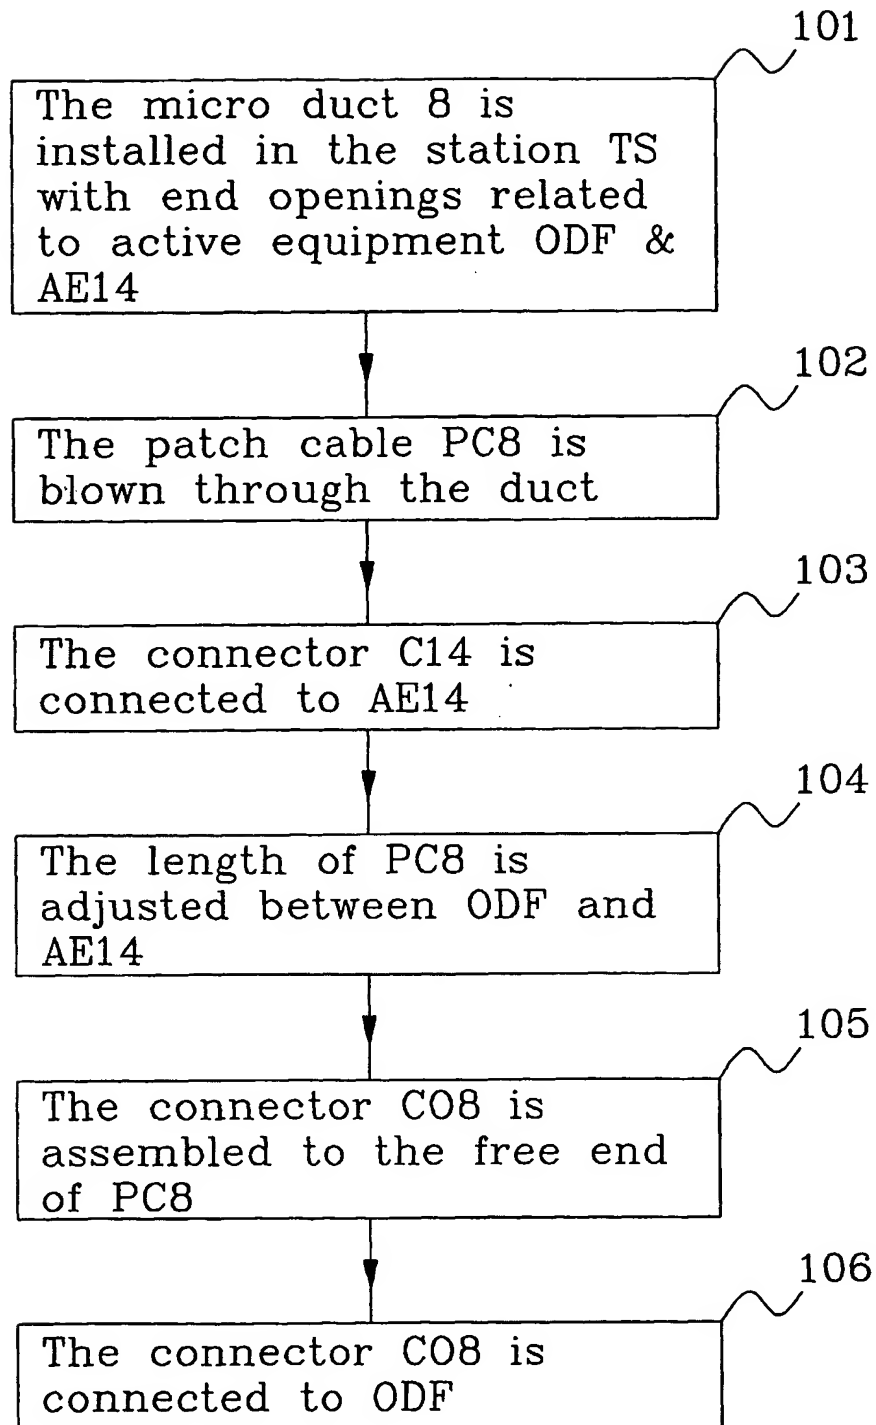 101
The micro duct 8 is
installed in the station TS
with end openings related
to active equipment ODF &
AE14
102
The patch cable PC8 is
blown through the duct
103
The connector C14 is
connected to AE14
104
The length of PC8 is
adjusted between ODF and
AE14
105
The connector CO8 is
assembled to the free end
of PC8
106
The connector CO8 is
connected to ODF